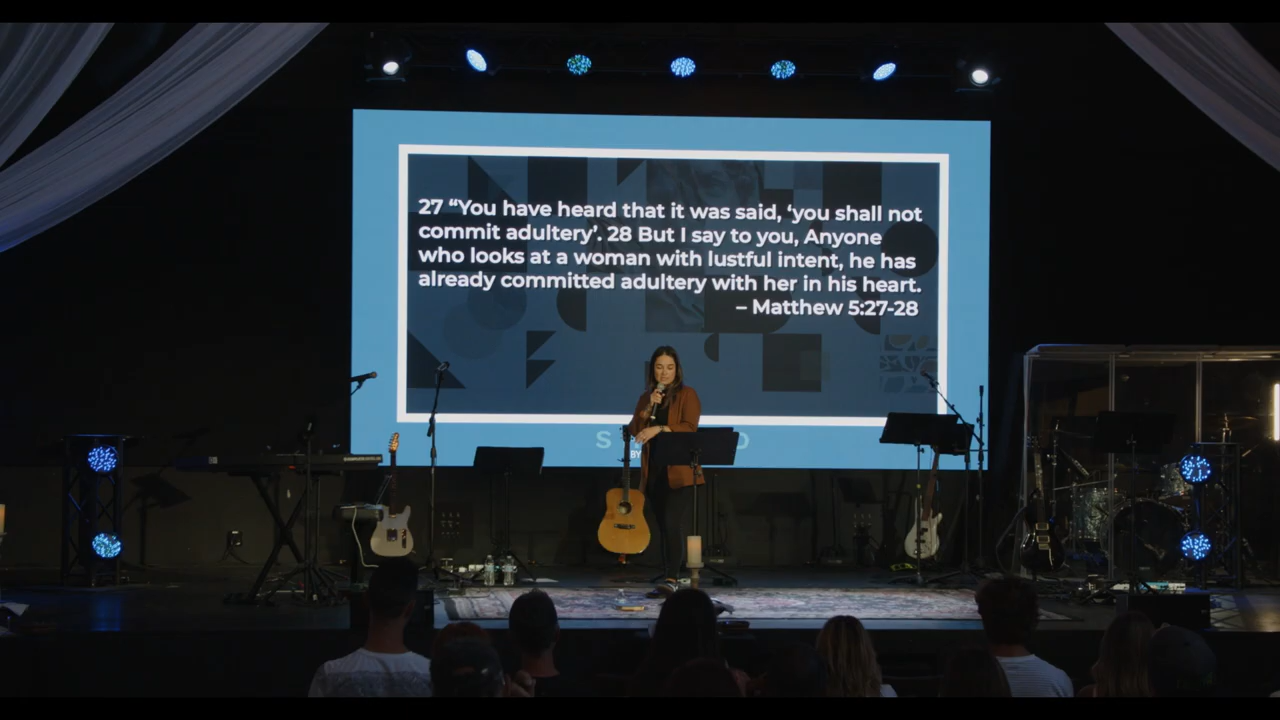 27 “You have heard that it was said, ‘you shall not
commit adultery’. 28 But I say to you, Anyone
who looks at a woman with lustful intent, he has
already committed adultery with her in his heart.
– Matthew 5:27-28